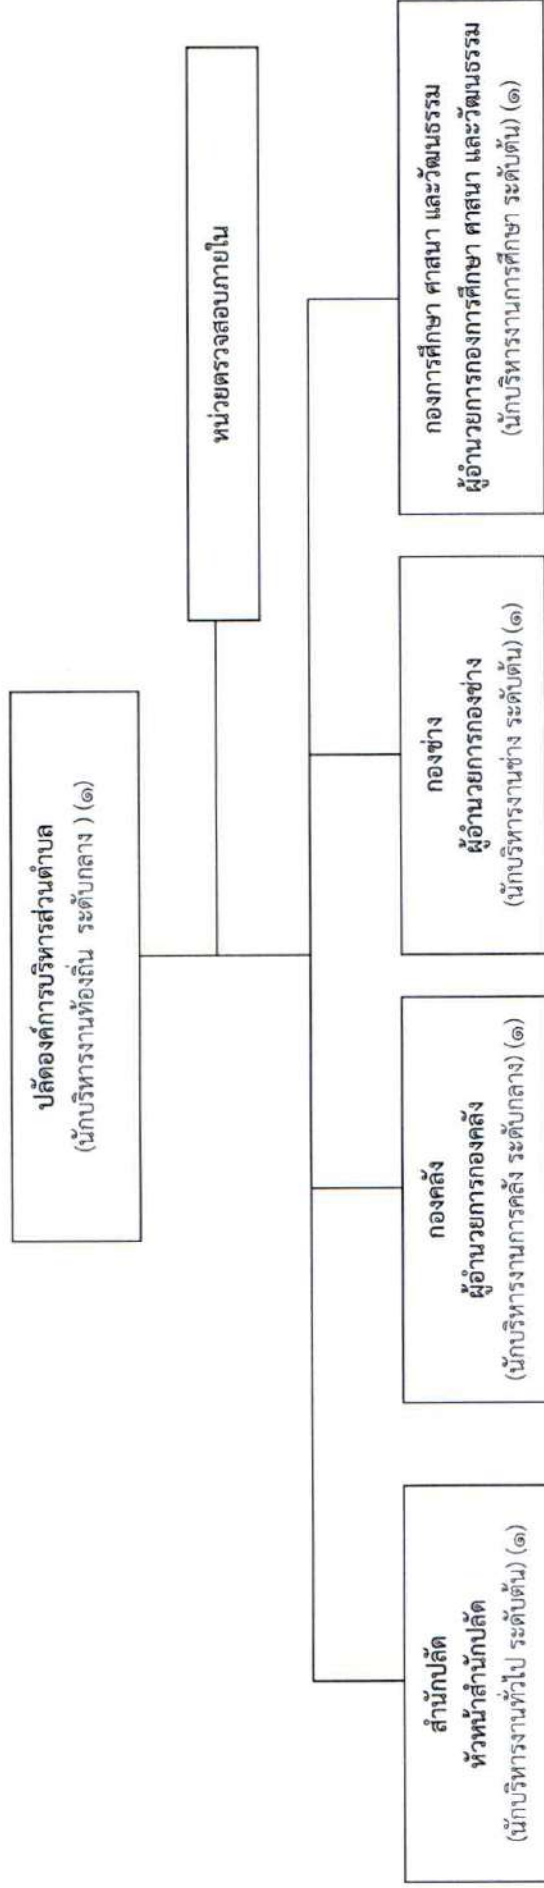 ปลัดองค์การบริหารส่วนตำบล
(นักบริหารงานท้องถิ่น ระดับกลาง ) (๑)
หน่วยตรวจสอบภายใน
สำนักปลัด
หัวหน้าสำนักปลัด
(นักบริหารงานทั่วไป ระดับต้น) (๑)
กองคลัง
ผู้อำนวยการกองคลัง
(นักบริหารงานการคลัง ระดับกลาง) (๑)
กองช่าง
ผู้อำนวยการกองช่าง
(นักบริหารงานช่าง ระดับต้น) (๑)
กองการศึกษา ศาสนา และวัฒนธรรม
ผู้อำนวยการกองการศึกษา ศาสนา และวัฒนธรรม
(นักบริหารงานการศึกษา ระดับต้น) (๑)